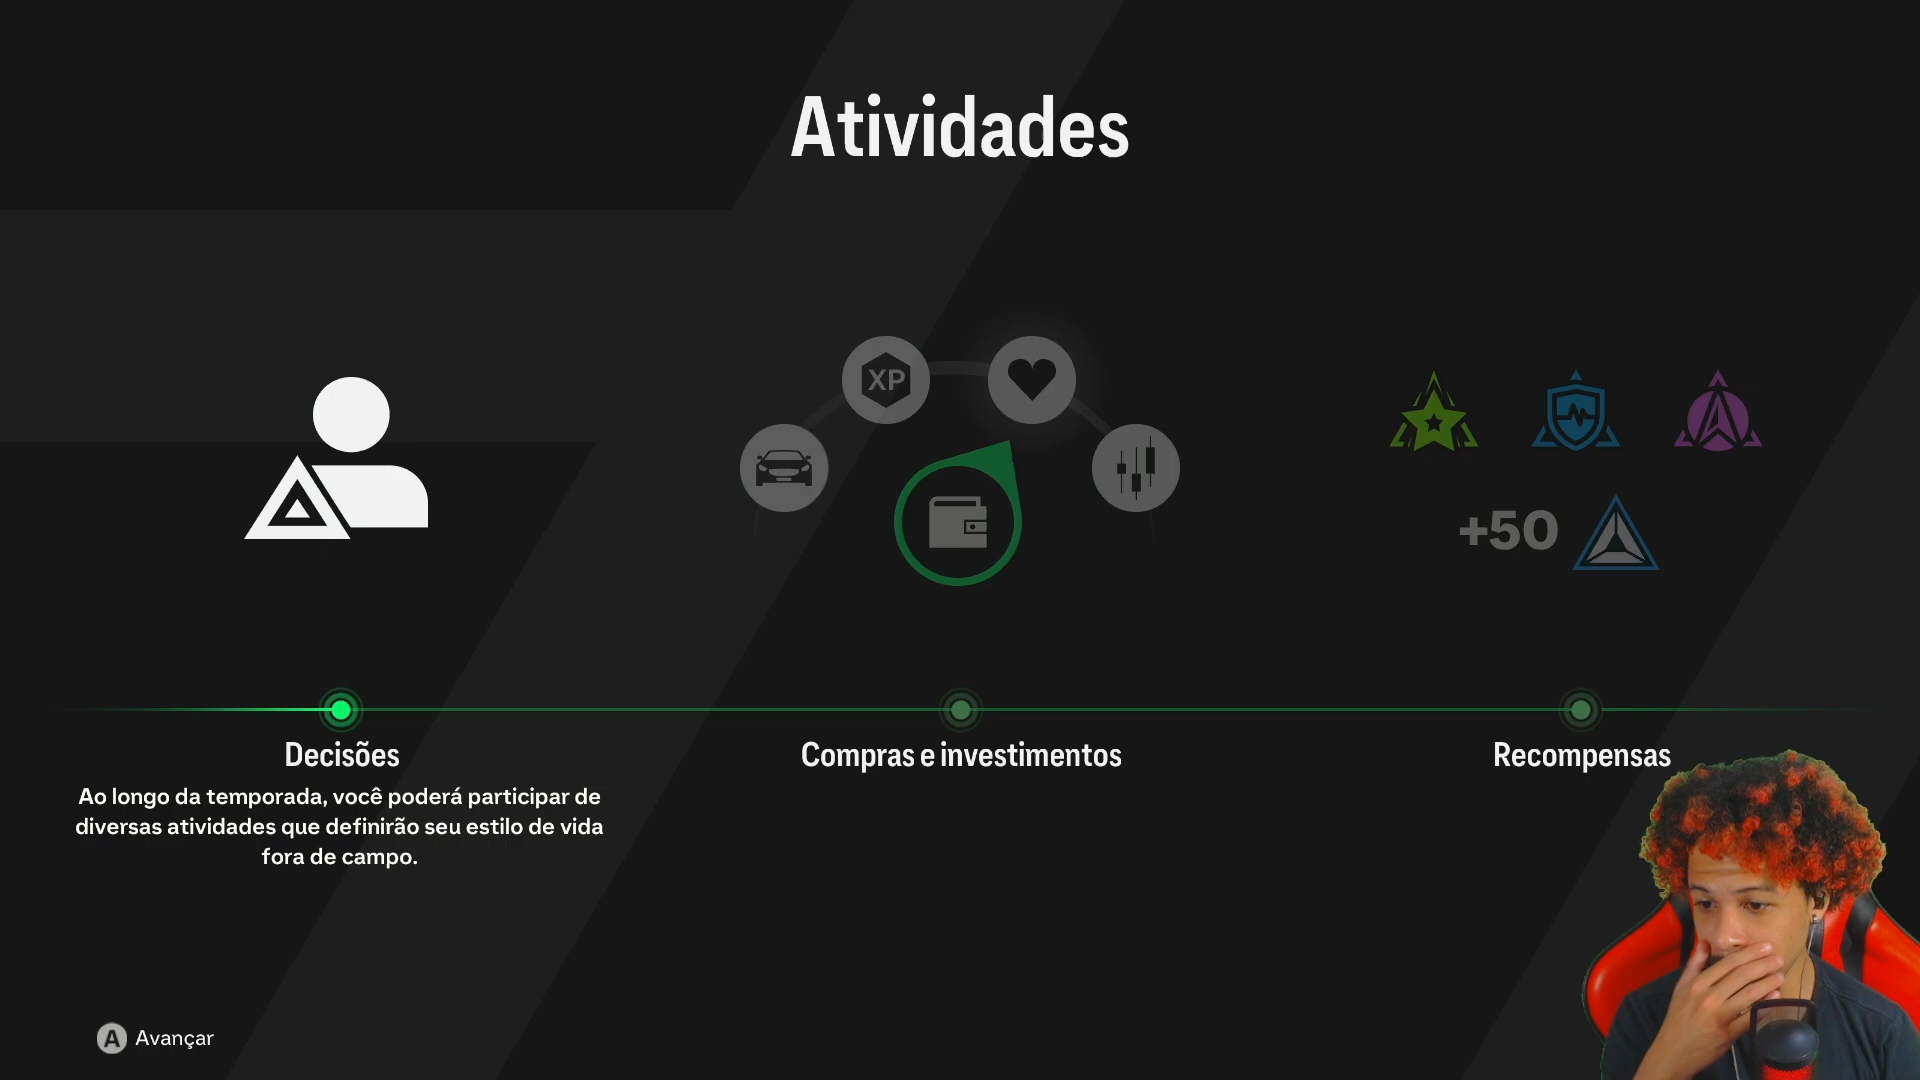 Atividades
XP
+50
Decisões
Ao longo da temporada, você poderá participar de
diversas atividades que definirão seu estilo de vida
fora de campo.
Compras e investimentos
Recompensas
A Avançar